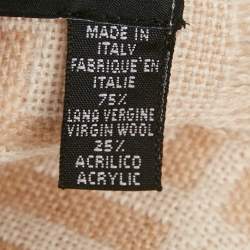 MADE IN
ITALY
FABRIQUE'EN
ITALIE
75%
LANA VERGINE
VIRGIN WOOL
25%
ACRILICO
ACRYLIC